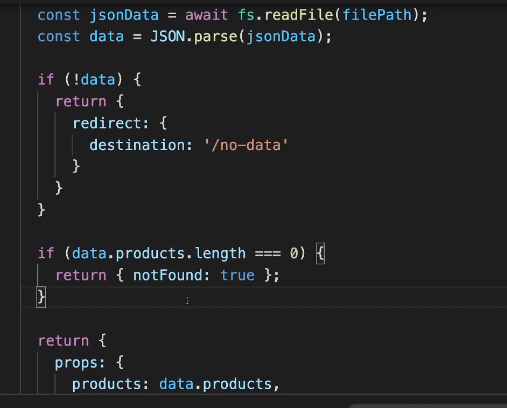 const jsonData = await fs.readFile(filePath);
const data = JSON.parse(jsonData);
if (!data) {
return {
redirect: {
destination: '/no-data'
}
}
}
if (data.products.length === 0) {
return { notFound: true };
}
return {
props: {
products: data.products,